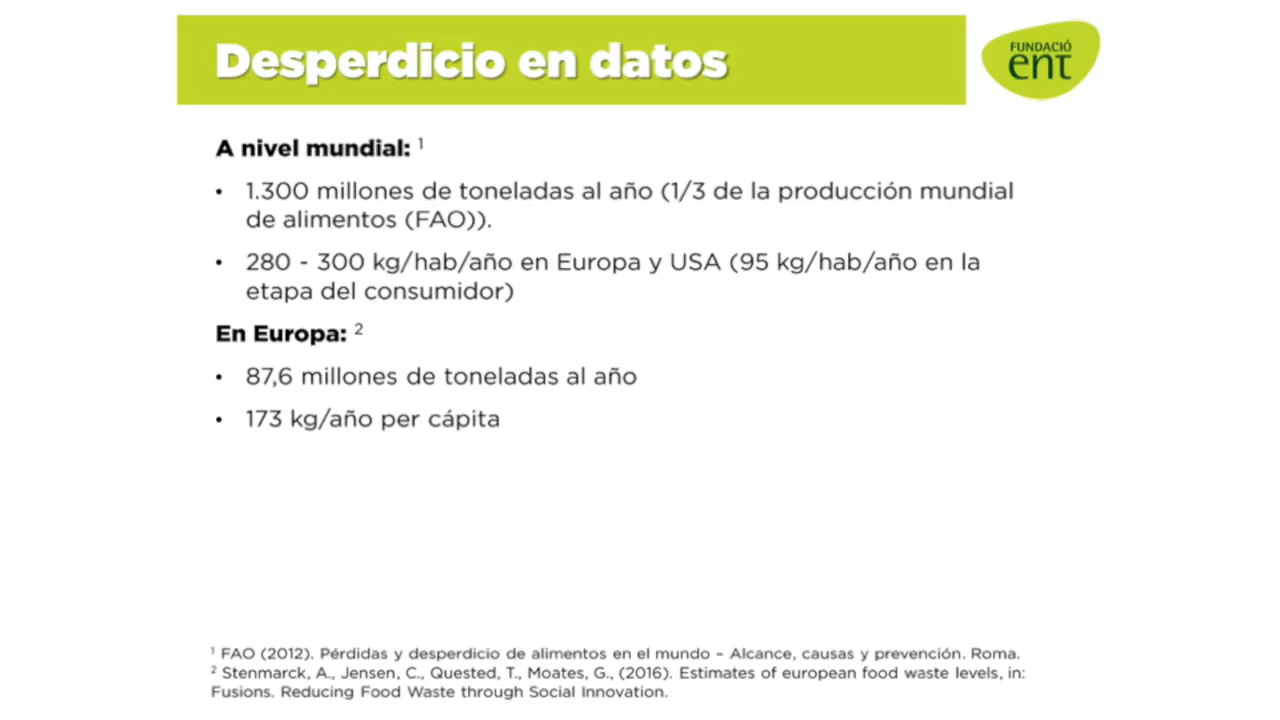 Desperdicio en datos
FUNDACIÓ
ent
A nivel mundial: 1
• 1.300 millones de toneladas al año (1/3 de la producción mundial
de alimentos (FAO)).
• 280 - 300 kg/hab/año en Europa y USA (95 kg/hab/año en la
etapa del consumidor)
En Europa: 2
• 87,6 millones de toneladas al año
• 173 kg/año per cápita
1 FAO (2012). Pérdidas y desperdicio de alimentos en el mundo – Alcance, causas y prevención. Roma.
2 Stenmarck, A., Jensen, C., Quested, T., Moates, G., (2016). Estimates of european food waste levels, in:
Fusions. Reducing Food Waste through Social Innovation.